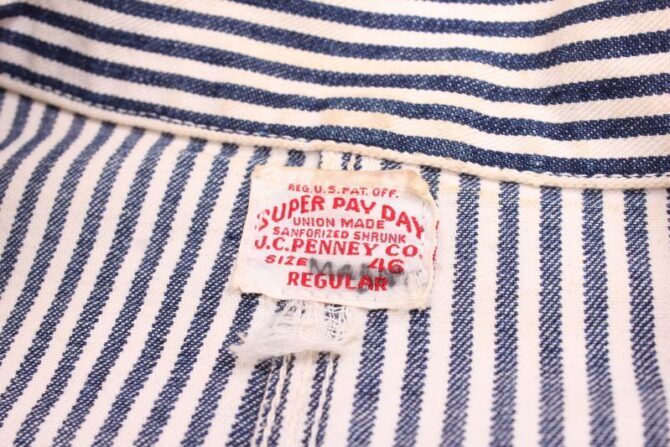 REG. U.S. PAT. OFF.
SUPER PAY DAY
UNION MADE
SANFORIZED SHRUNK
J.C. PENNEY CO.
SIZE 46
REGULAR